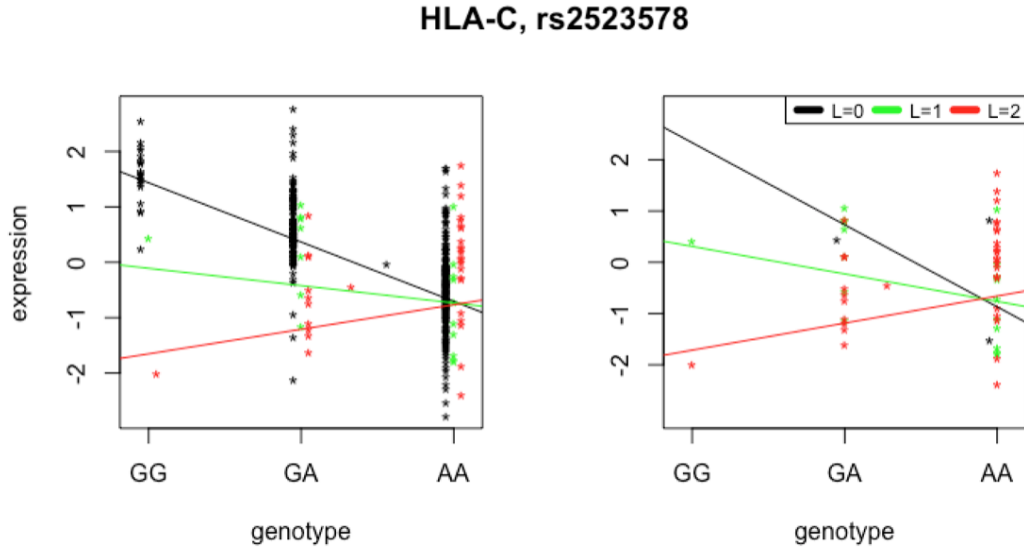 HLA-C, rs2523578
expression
2
1
0
-1
-2
GG GA AA
genotype
L=0 L=1 L=2
2
1
0
-1
-2
GG GA AA
genotype